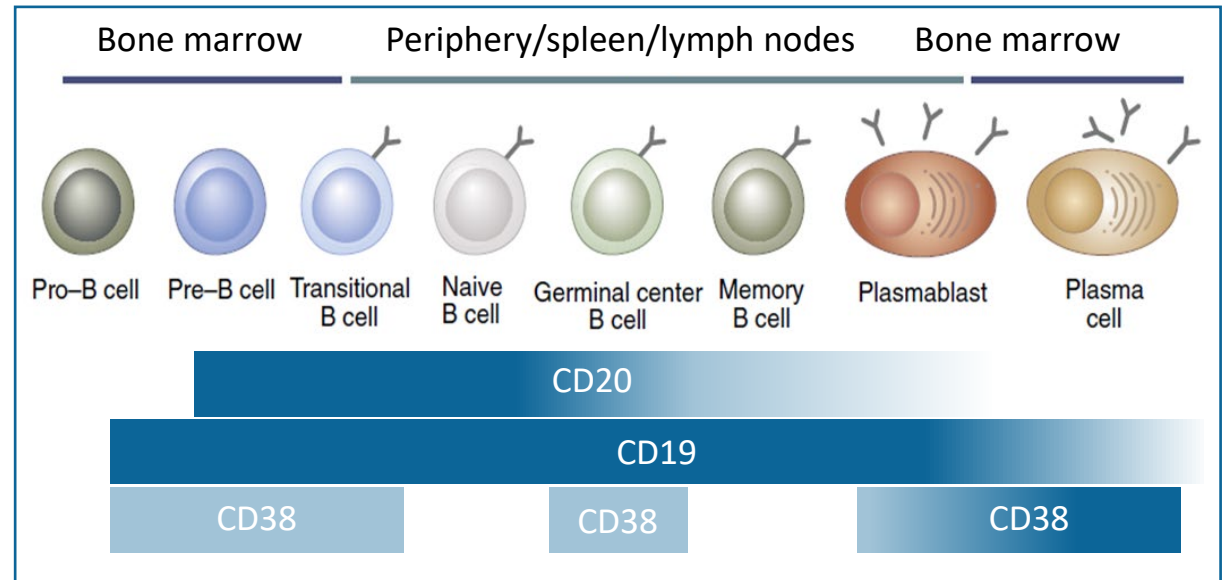 Bone marrow
Periphery/spleen/lymph nodes
Bone marrow
Pro–B cell
Pre–B cell
Transitional
B cell
Naive
B cell
Germinal center
B cell
Memory
B cell
Plasmablast
Plasma
cell
CD20
CD19
CD38
CD38
CD38